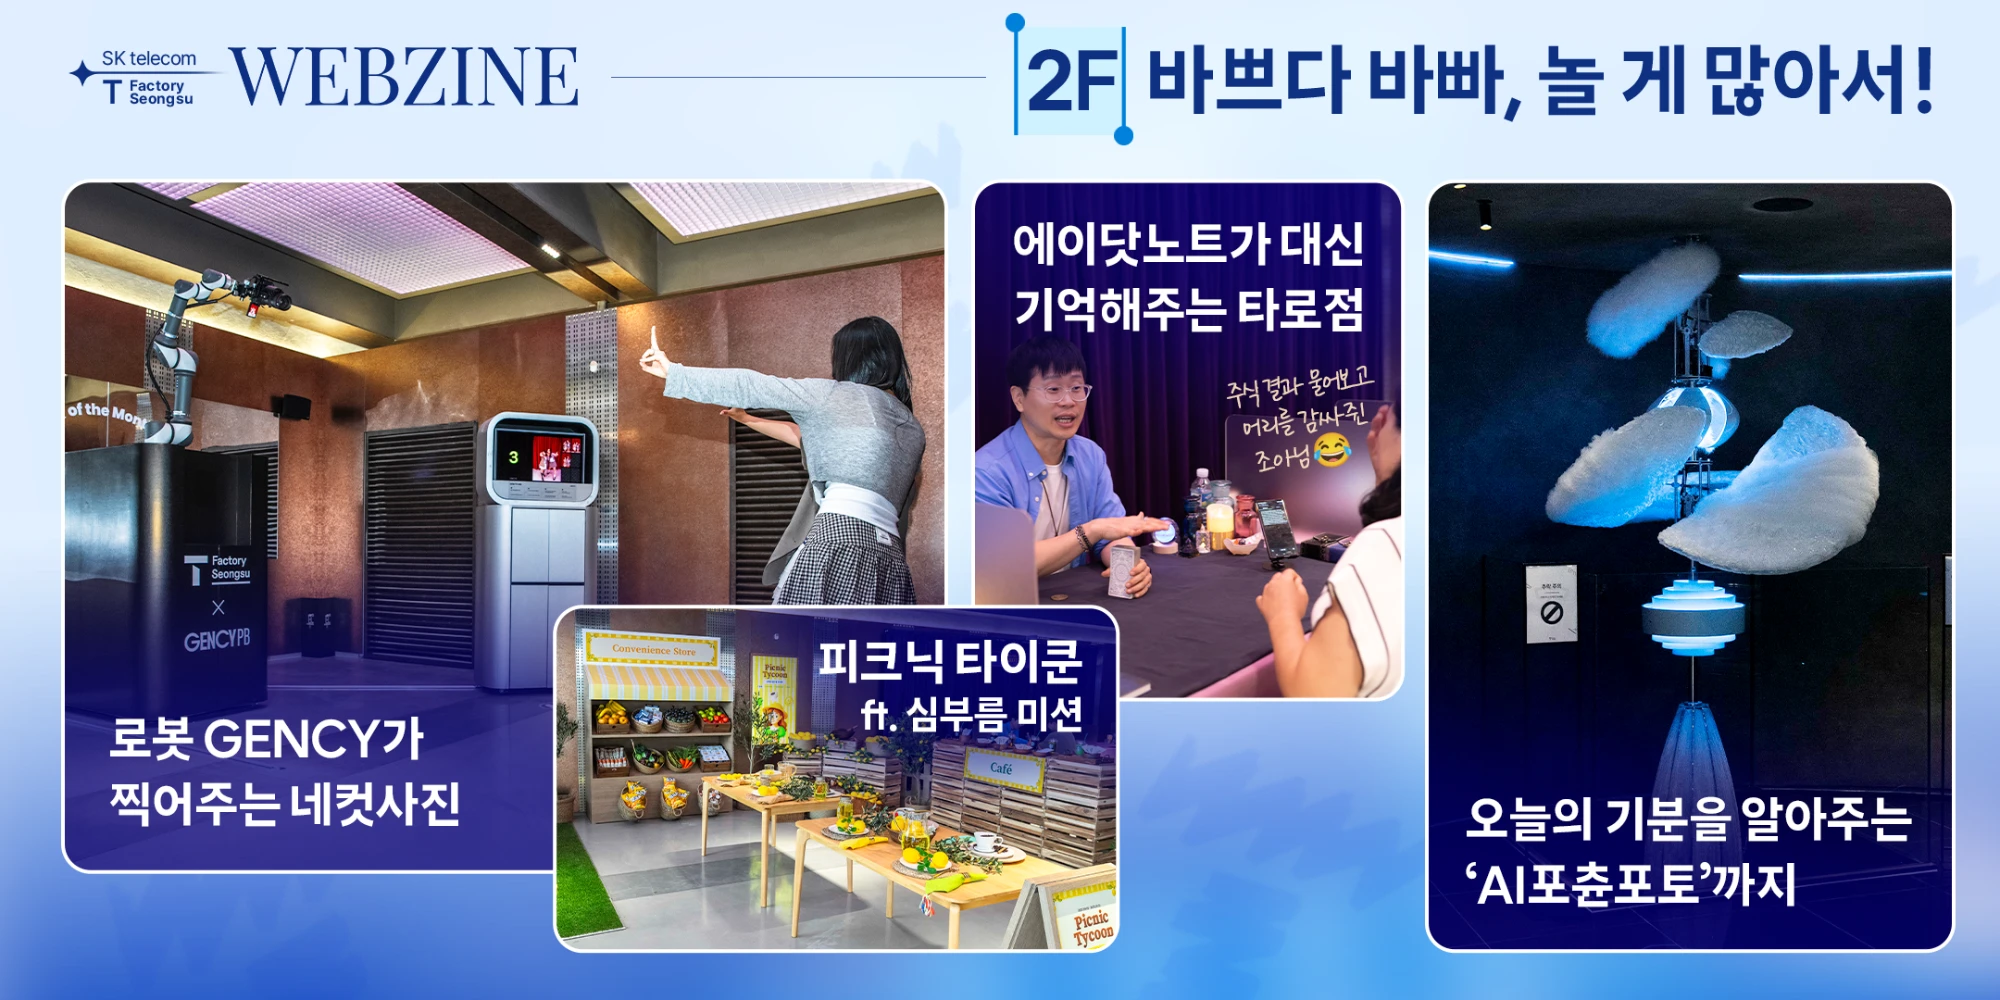 SK telecom
T Factory
Seongsu
WEBZINE
2F 바쁘다 바빠, 놀 게 많아서!
of the Mon
3
T Factory
Seongsu
X
GENCY PB
로봇 GENCY가
찍어주는 네컷사진
에이닷노트가 대신
기억해주는 타로점
주식 결과 물어보고
머리를 감싸쥔
조아님😂
Convenience Store
Picnic
Tycoon
피크닉 타이쿤
ft. 심부름 미션
Café
Picnic
Tycoon
오늘의 기분을 알아주는
‘AI포춘포토’까지